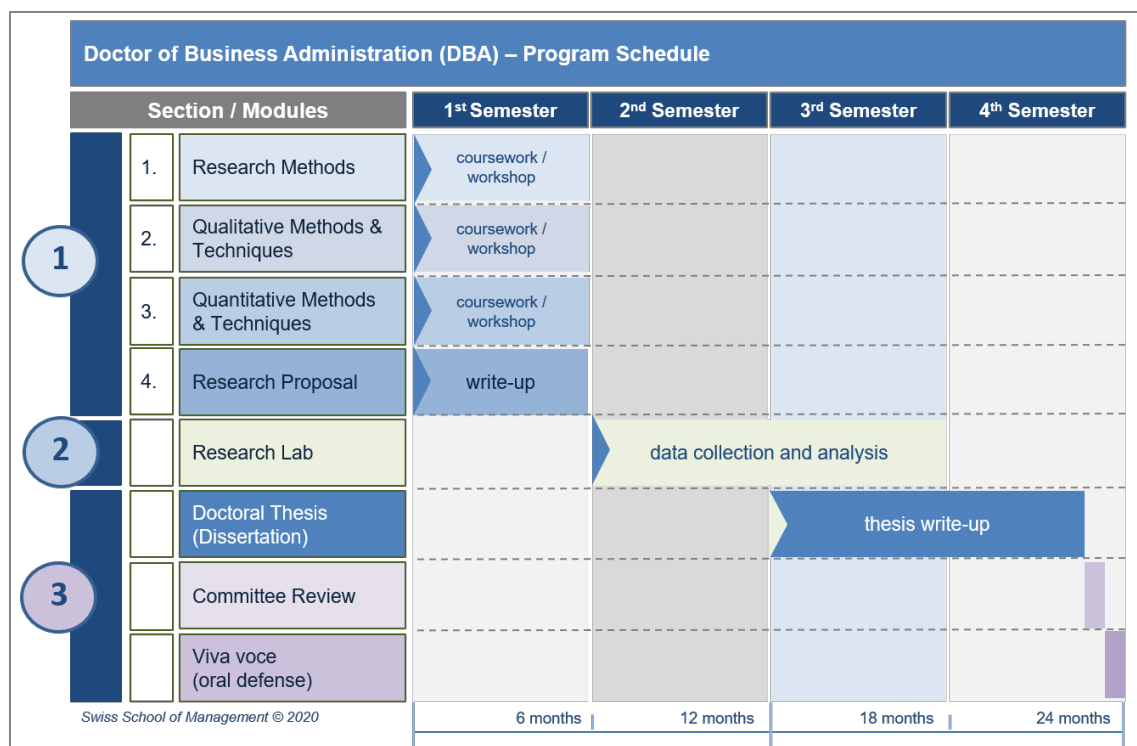 Doctor of Business Administration (DBA) – Program Schedule
Section / Modules
1st Semester
2nd Semester
3rd Semester
4th Semester
1
1.
Research Methods
coursework /
workshop
2.
Qualitative Methods &
Techniques
coursework /
workshop
3.
Quantitative Methods
& Techniques
coursework /
workshop
4.
Research Proposal
write-up
2
Research Lab
data collection and analysis
3
Doctoral Thesis
(Dissertation)
thesis write-up
Committee Review
Viva voce
(oral defense)
Swiss School of Management © 2020
6 months
12 months
18 months
24 months